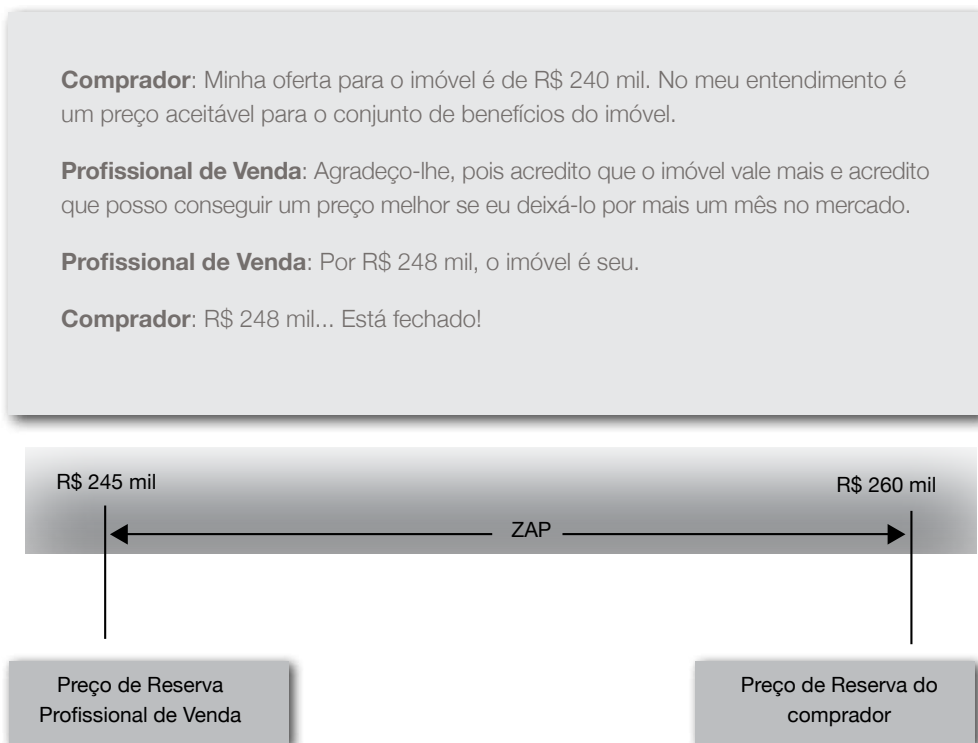 Comprador: Minha oferta para o imóvel é de R$ 240 mil. No meu entendimento é
um preço aceitável para o conjunto de benefícios do imóvel.
Profissional de Venda: Agradeço-lhe, pois acredito que o imóvel vale mais e acredito
que posso conseguir um preço melhor se eu deixá-lo por mais um mês no mercado.
Profissional de Venda: Por R$ 248 mil, o imóvel é seu.
Comprador: R$ 248 mil... Está fechado!
R$ 245 mil
R$ 260 mil
ZAP
Preço de Reserva
Profissional de Venda
Preço de Reserva do
comprador